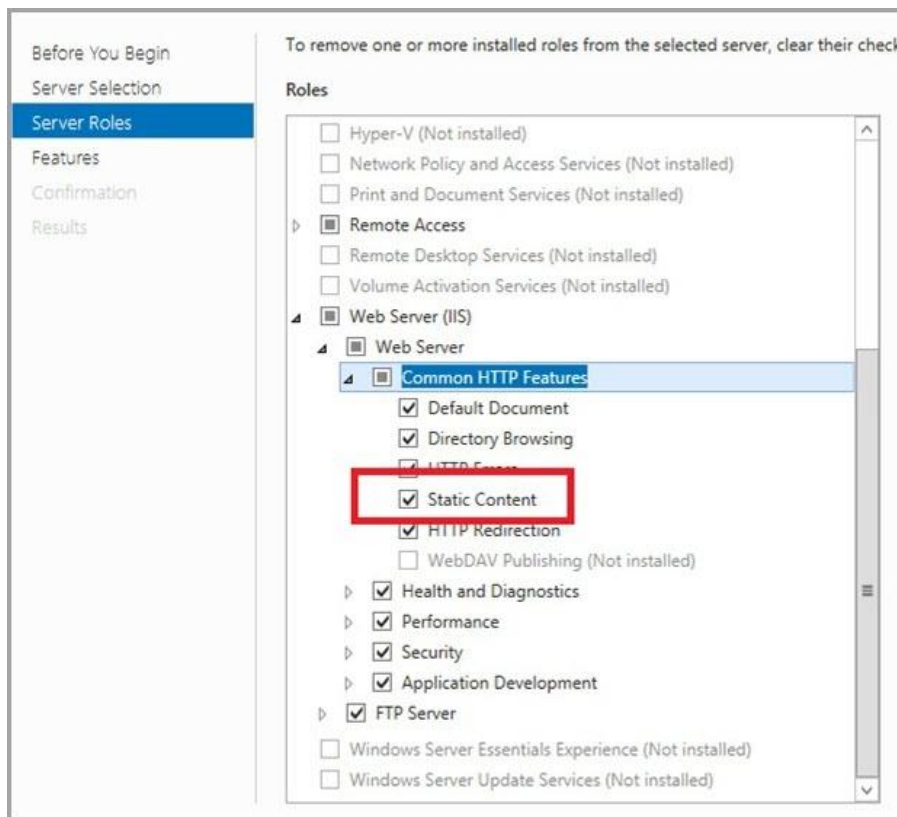 Before You Begin
Server Selection
Server Roles
Features
Confirmation
Results
To remove one or more installed roles from the selected server, clear their check
Roles
Hyper-V (Not installed)
Network Policy and Access Services (Not installed)
Print and Document Services (Not installed)
Remote Access
Remote Desktop Services (Not installed)
Volume Activation Services (Not installed)
Web Server (IIS)
Web Server
Common HTTP Features
Default Document
Directory Browsing
HTTP Errors
Static Content
HTTP Redirection
WebDAV Publishing (Not installed)
Health and Diagnostics
Performance
Security
Application Development
FTP Server
Windows Server Essentials Experience (Not installed)
Windows Server Update Services (Not installed)